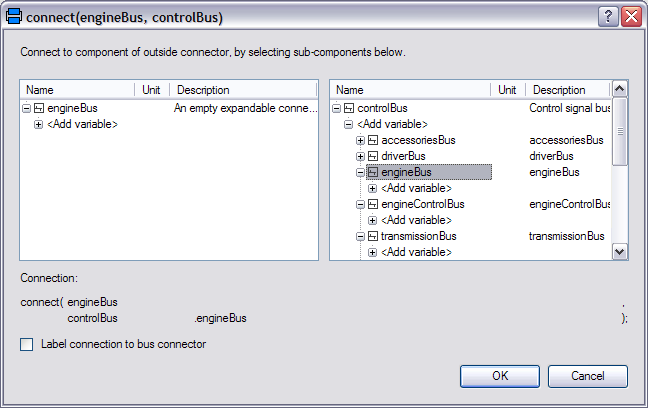 connect(engineBus, controlBus)
Connect to component of outside connector, by selecting sub-components below.
Name Unit Description
engineBus An empty expandable conne...
<Add variable>
Name Unit Description
controlBus Control signal bus
<Add variable>
accessoriesBus accessoriesBus
driverBus driverBus
engineBus engineBus
<Add variable>
engineControlBus engineControlBu
<Add variable>
transmissionBus transmissionBus
<Add variable>
Connection:
connect( engineBus ,
controlBus .engineBus );
Label connection to bus connector
OK Cancel